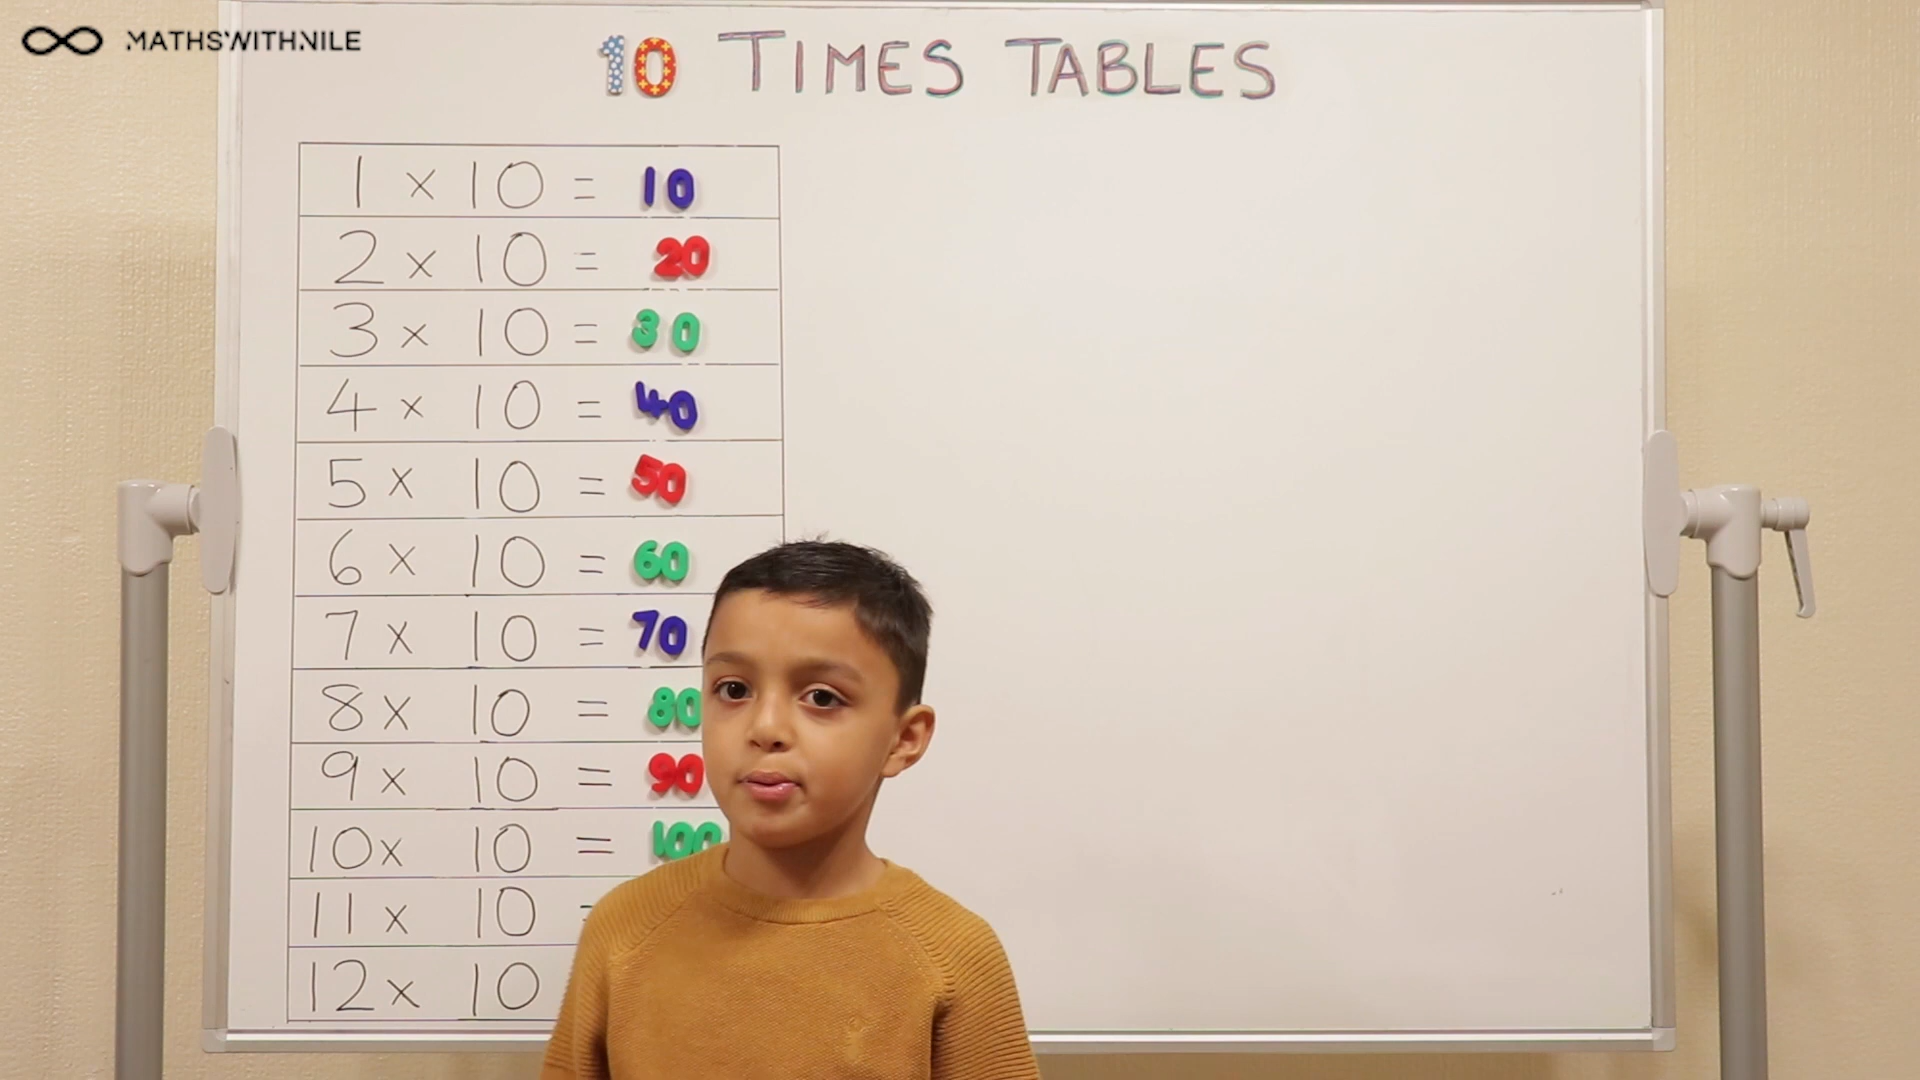 MATHSWITHNILE
10 TIMES TABLES
1 × 10 = 10
2 × 10 = 20
3 × 10 = 30
4 × 10 = 40
5 × 10 = 50
6 × 10 = 60
7 × 10 = 70
8 × 10 = 80
9 × 10 = 90
10 × 10 = 100
11 × 10 =
12 × 10